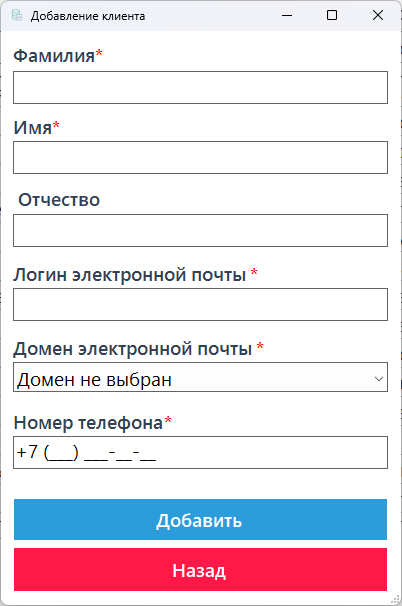 Добавление клиента
Фамилия*
Имя*
Отчество
Логин электронной почты *
Домен электронной почты *
Домен не выбран
Номер телефона*
+7 (___) ___-__-__
Добавить
Назад